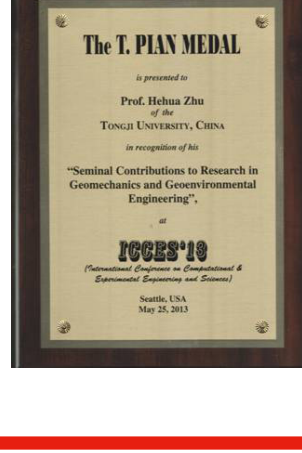 The T. PIAN MEDAL
is presented to
Prof. Hehua Zhu
of the
TONGJI UNIVERSITY, CHINA
in recognition of his
"Seminal Contributions to Research in
Geomechanics and Geoenvironmental
Engineering",
at
ICCES'13
(International Conference on Computational &
Experimental Engineering and Sciences)
Seattle, USA
May 25, 2013